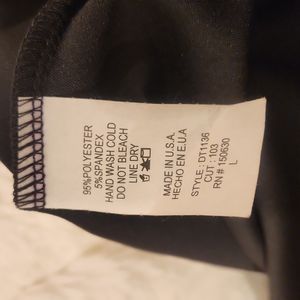 95%POLYESTER
5%SPANDEX
HAND WASH COLD
DO NOT BLEACH
LINE DRY
MADE IN U.S.A.
HECHO EN E.U.A
STYLE : DT1136
CUT : 103
RN # 150630
L